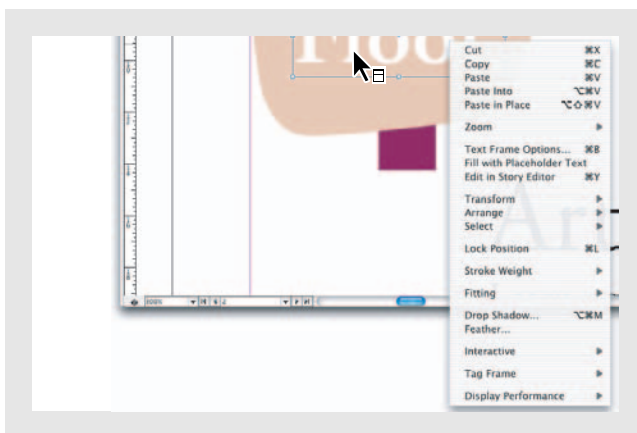 Floor
Cut ⌘X
Copy ⌘C
Paste ⌘V
Paste Into ⌥⌘V
Paste in Place ⌥⇧⌘V
Zoom
Text Frame Options... ⌘B
Fill with Placeholder Text
Edit in Story Editor ⌘Y
Transform
Arrange
Select
Lock Position ⌘L
Stroke Weight
Fitting
Drop Shadow... ⌥⌘M
Feather...
Interactive
Tag Frame
Display Performance